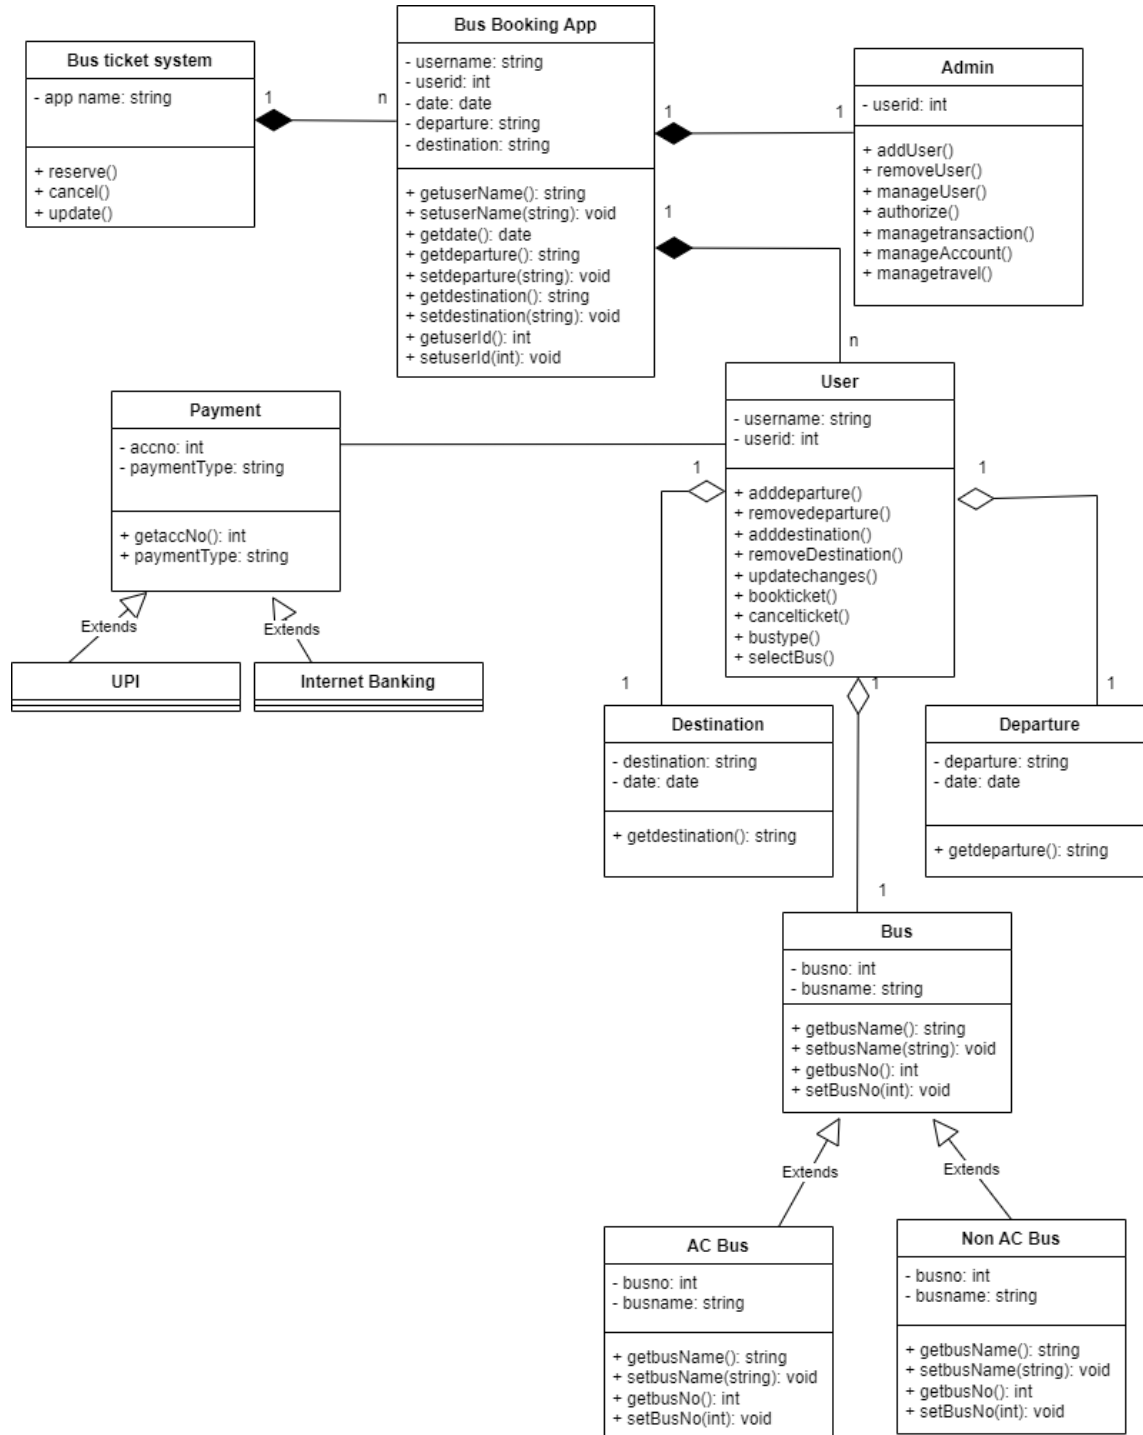 Bus ticket system
- app name: string
+ reserve()
+ cancel()
+ update()
1
n
Bus Booking App
- username: string
- userid: int
- date: date
- departure: string
- destination: string
+ getuserName(): string
+ setuserName(string): void
+ getdate(): date
+ getdeparture(): string
+ setdeparture(string): void
+ getdestination(): string
+ setdestination(string): void
+ getuserId(): int
+ setuserId(int): void
1
1
Admin
- userid: int
+ addUser()
+ removeUser()
+ manageUser()
+ authorize()
+ managetransaction()
+ manageAccount()
+ managetravel()
1
n
Payment
- accno: int
- paymentType: string
+ getaccNo(): int
+ paymentType: string
Extends
Extends
UPI
Internet Banking
User
- username: string
- userid: int
+ adddeparture()
+ removedeparture()
+ adddestination()
+ removeDestination()
+ updatechanges()
+ bookticket()
+ cancelticket()
+ bustype()
+ selectBus()
1
1
1
1
1
Destination
- destination: string
- date: date
+ getdestination(): string
Departure
- departure: string
- date: date
+ getdeparture(): string
1
Bus
- busno: int
- busname: string
+ getbusName(): string
+ setbusName(string): void
+ getbusNo(): int
+ setBusNo(int): void
Extends
Extends
AC Bus
- busno: int
- busname: string
+ getbusName(): string
+ setbusName(string): void
+ getbusNo(): int
+ setBusNo(int): void
Non AC Bus
- busno: int
- busname: string
+ getbusName(): string
+ setbusName(string): void
+ getbusNo(): int
+ setBusNo(int): void